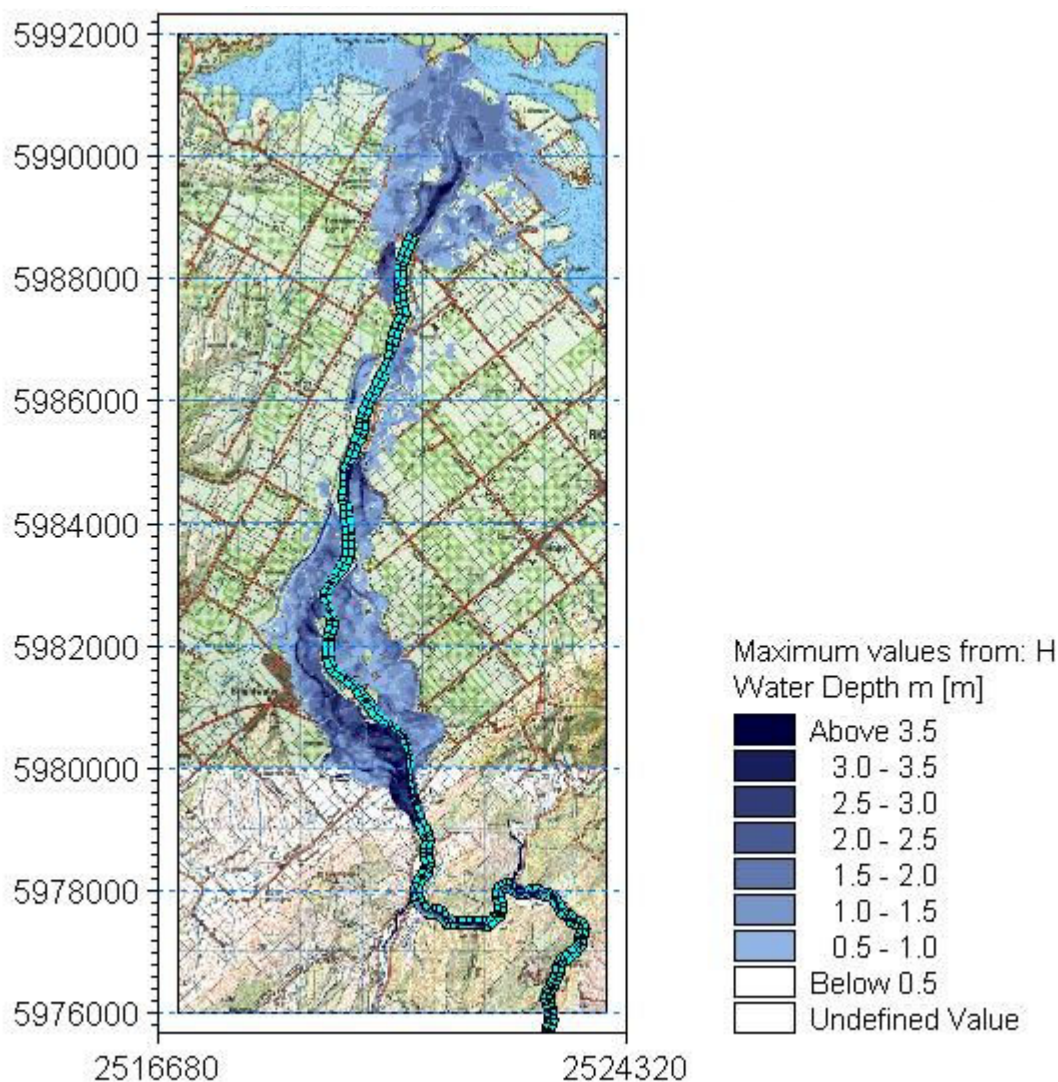 5992000
5990000
5988000
5986000
5984000
5982000
5980000
5978000
5976000
2516680
2524320
Maximum values from: H
Water Depth m [m]
Above 3.5
3.0 - 3.5
2.5 - 3.0
2.0 - 2.5
1.5 - 2.0
1.0 - 1.5
0.5 - 1.0
Below 0.5
Undefined Value